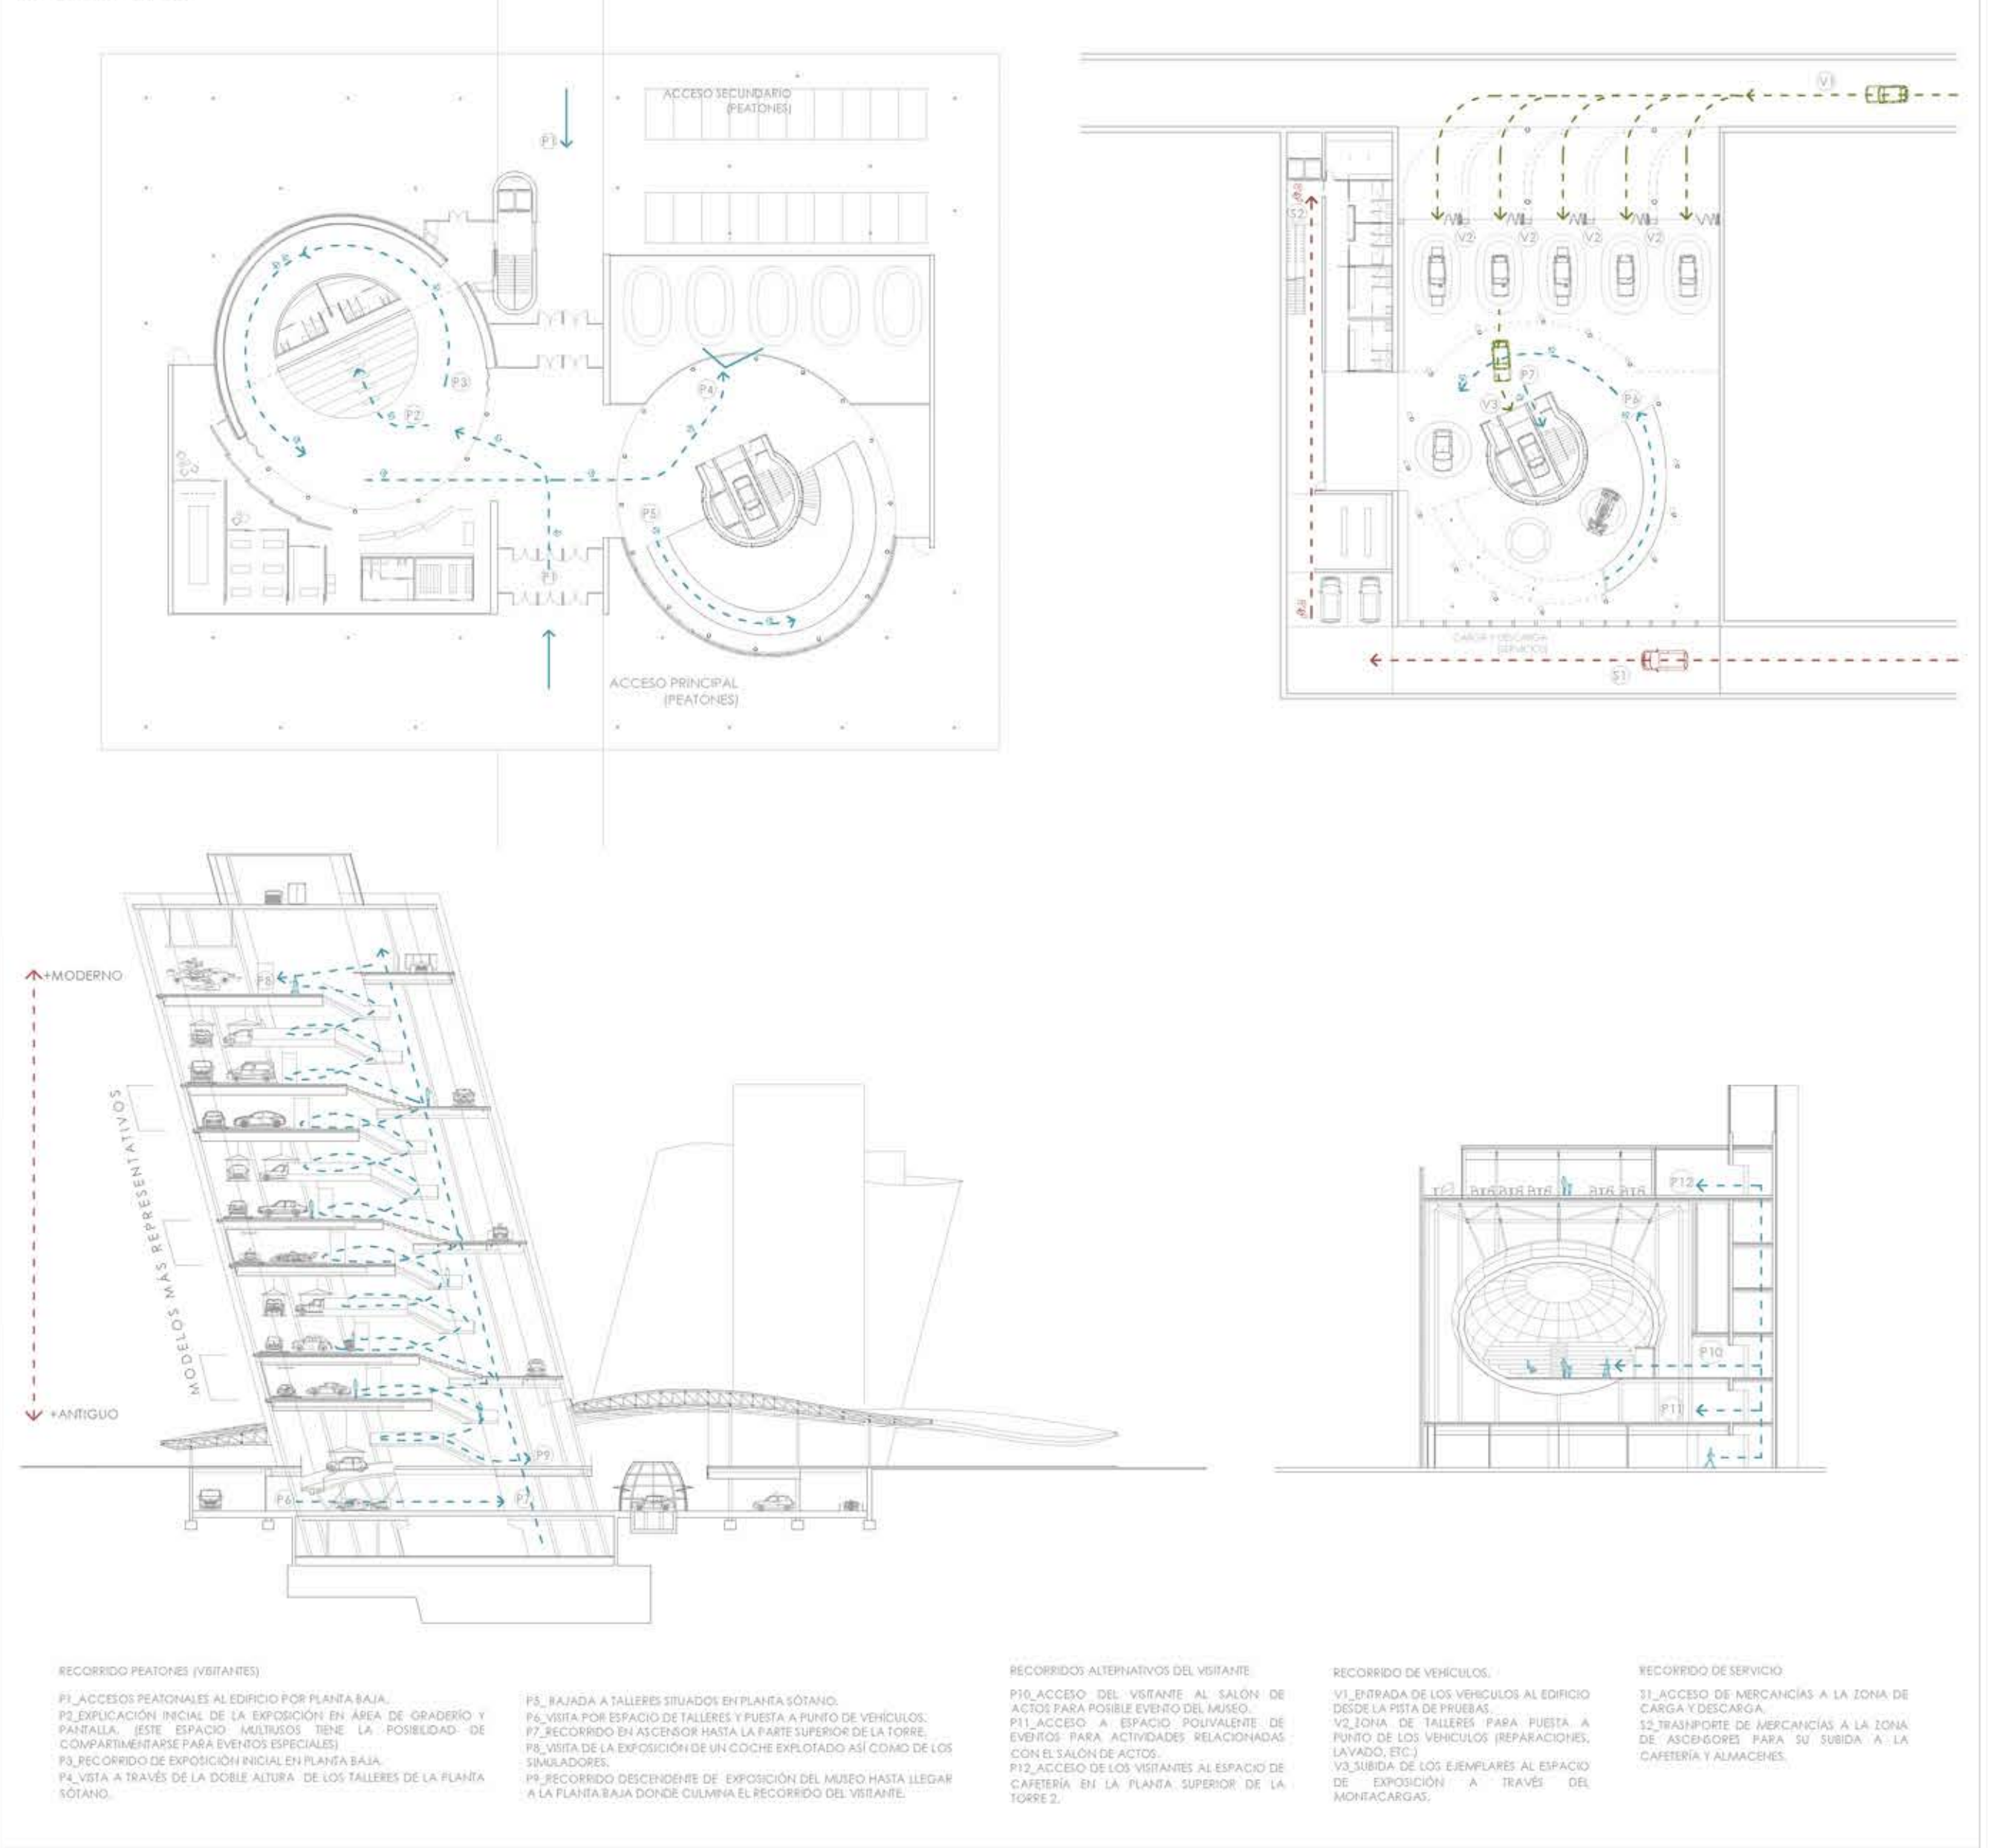 ACCESO SECUNDARIO
(PEATONES)
P1
P3
P2
P4
P5
P1
ACCESO PRINCIPAL
(PEATONES)
V1
S2
V2
V2
V2
V2
P7
V3
P6
CARGA Y DESCARGA
(SERVICIO)
S1
+MODERNO
P8
MODELOS MÁS REPRESENTATIVOS
+ANTIGUO
P9
P6
P7
P12
P10
P11
RECORRIDO PEATONES (VISITANTES)
P1_ACCESOS PEATONALES AL EDIFICIO POR PLANTA BAJA.
P2_EXPLICACIÓN INICIAL DE LA EXPOSICIÓN EN ÁREA DE GRADERÍO Y
PANTALLA. (ESTE ESPACIO MULTIUSOS TIENE LA POSIBILIDAD DE
COMPARTIMENTARSE PARA EVENTOS ESPECIALES)
P3_RECORRIDO DE EXPOSICIÓN INICIAL EN PLANTA BAJA.
P4_VISTA A TRAVÉS DE LA DOBLE ALTURA DE LOS TALLERES DE LA PLANTA
SÓTANO.
P5_ BAJADA A TALLERES SITUADOS EN PLANTA SÓTANO.
P6_VISITA POR ESPACIO DE TALLERES Y PUESTA A PUNTO DE VEHÍCULOS.
P7_RECORRIDO EN ASCENSOR HASTA LA PARTE SUPERIOR DE LA TORRE.
P8_VISITA DE LA EXPOSICIÓN DE UN COCHE EXPLOTADO ASÍ COMO DE LOS
SIMULADORES.
P9_RECORRIDO DESCENDENTE DE EXPOSICIÓN DEL MUSEO HASTA LLEGAR
A LA PLANTA BAJA DONDE CULMINA EL RECORRIDO DEL VISITANTE.
RECORRIDOS ALTERNATIVOS DEL VISITANTE
P10_ACCESO DEL VISITANTE AL SALÓN DE
ACTOS PARA POSIBLE EVENTO DEL MUSEO.
P11_ACCESO A ESPACIO POLIVALENTE DE
EVENTOS PARA ACTIVIDADES RELACIONADAS
CON EL SALÓN DE ACTOS.
P12_ACCESO DE LOS VISITANTES AL ESPACIO DE
CAFETERÍA EN LA PLANTA SUPERIOR DE LA
TORRE 2.
RECORRIDO DE VEHÍCULOS.
V1_ENTRADA DE LOS VEHICULOS AL EDIFICIO
DESDE LA PISTA DE PRUEBAS.
V2_ZONA DE TALLERES PARA PUESTA A
PUNTO DE LOS VEHICULOS (REPARACIONES,
LAVADO, ETC.)
V3_SUBIDA DE LOS EJEMPLARES AL ESPACIO
DE EXPOSICIÓN A TRAVÉS DEL
MONTACARGAS.
RECORRIDO DE SERVICIO
S1_ACCESO DE MERCANCÍAS A LA ZONA DE
CARGA Y DESCARGA.
S2_TRASNPORTE DE MERCANCÍAS A LA ZONA
DE ASCENSORES PARA SU SUBIDA A LA
CAFETERÍA Y ALMACENES.